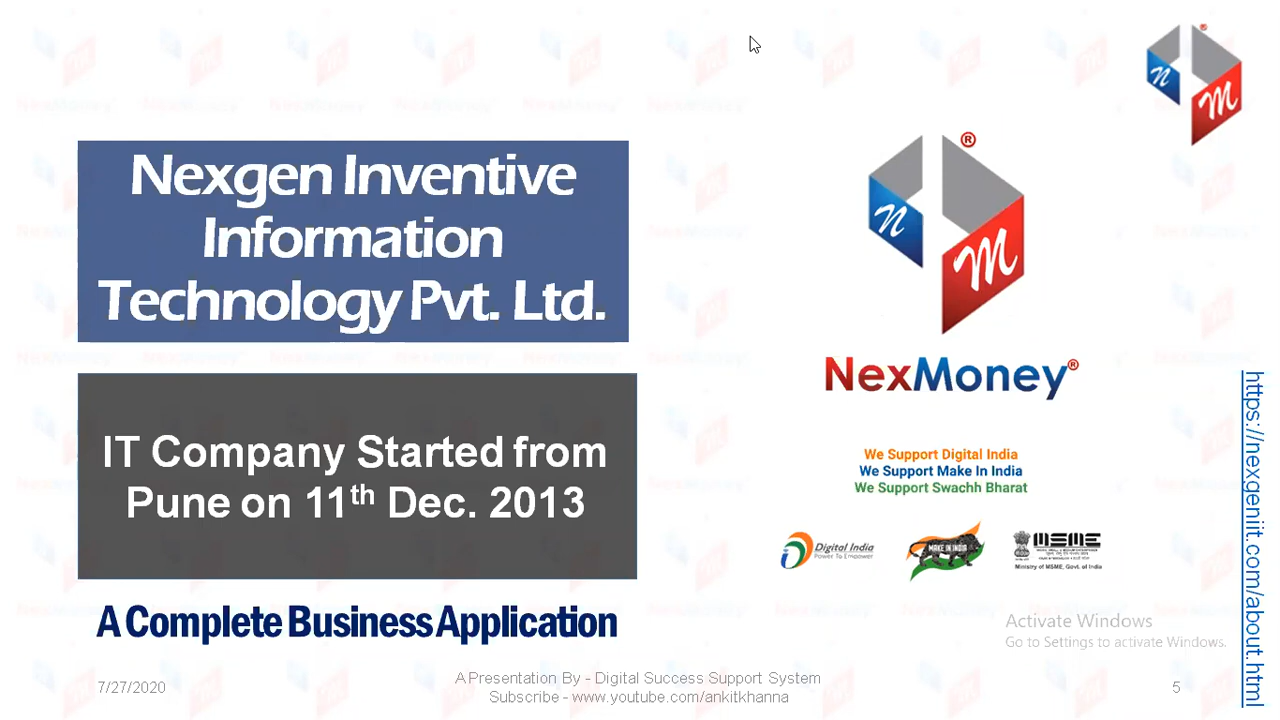 Nexgen Inventive
Information
Technology Pvt. Ltd.
IT Company Started from
Pune on 11th Dec. 2013
A Complete Business Application
n
m
®
n
m
®
NexMoney®
We Support Digital India
We Support Make In India
We Support Swachh Bharat
Digital India
Power To Empower
MAKE IN INDIA
MSME
Ministry of MSME, Govt. of India
https://nexgeniit.com/about.html
Activate Windows
Go to Settings to activate Windows.
7/27/2020
A Presentation By - Digital Success Support System
Subscribe - www.youtube.com/ankitkhanna
5